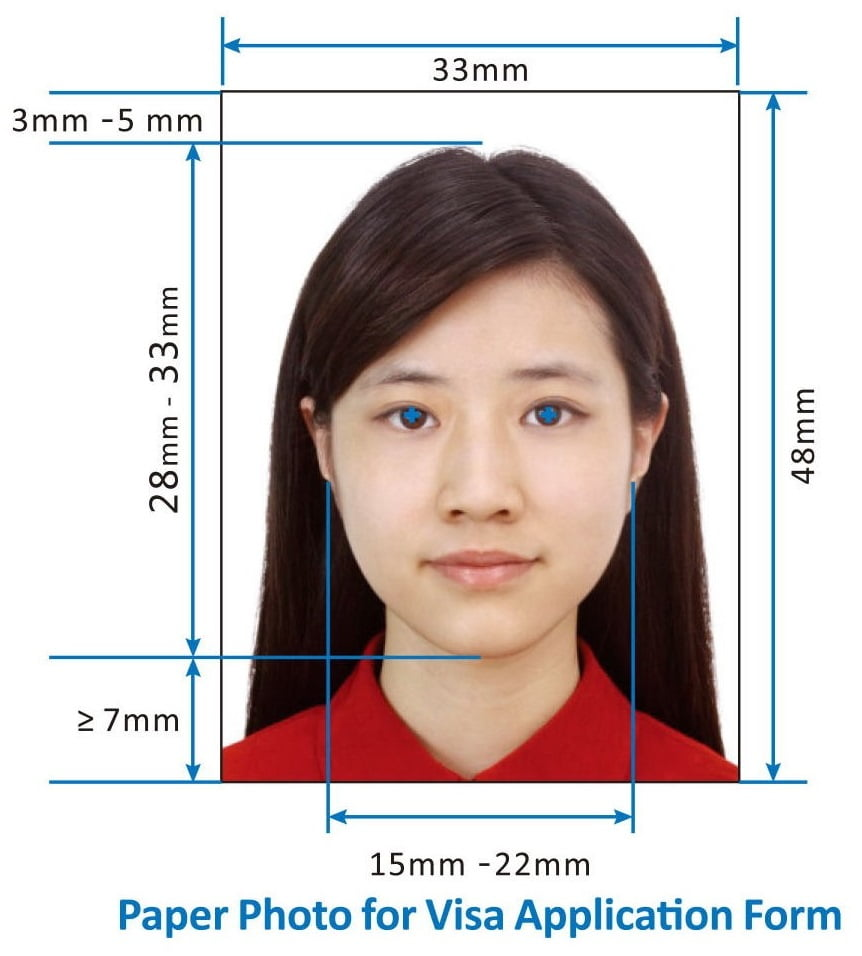 33mm
3mm -5 mm
28mm - 33mm
48mm
≥ 7mm
15mm -22mm
Paper Photo for Visa Application Form